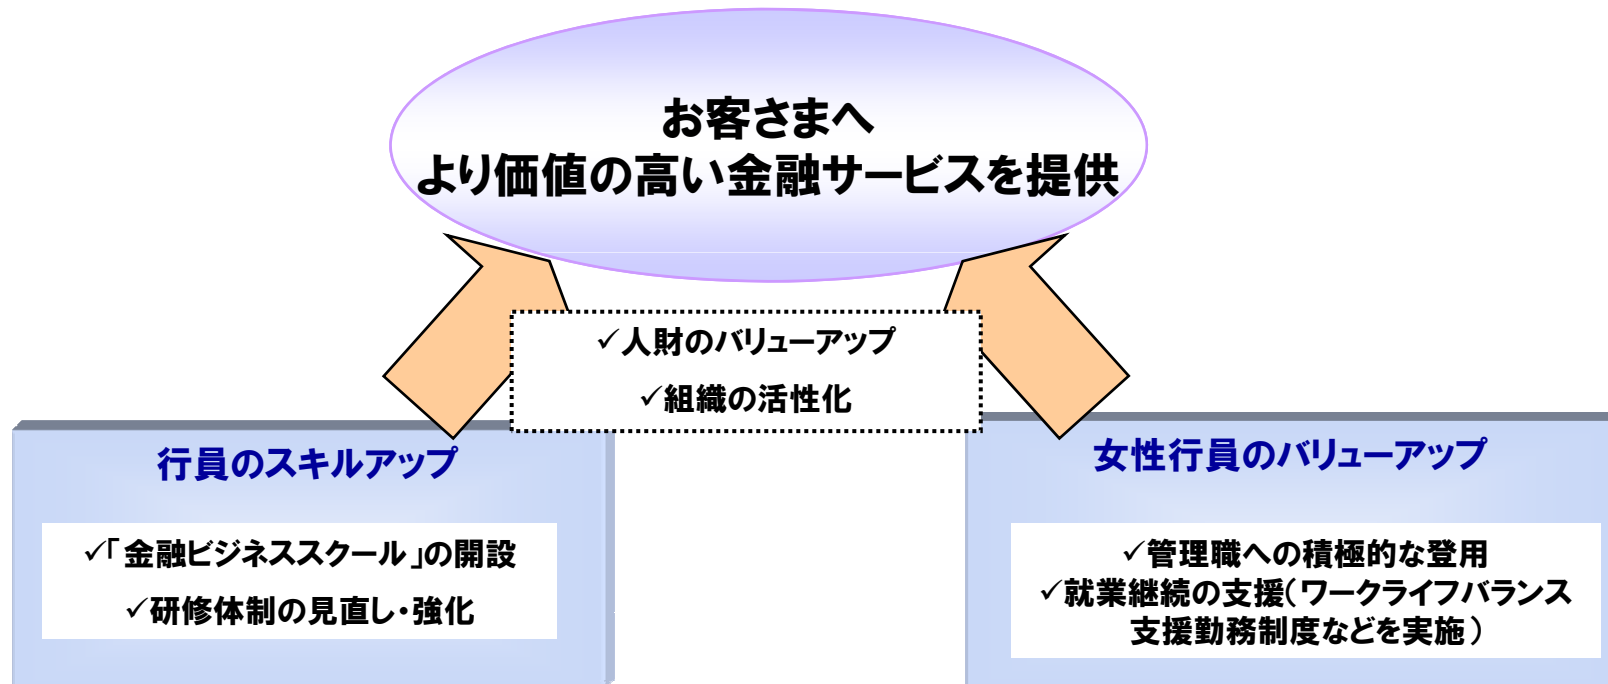 お客さまへ
より価値の高い金融サービスを提供
✓人財のバリューアップ
✓組織の活性化
行員のスキルアップ
✓「金融ビジネススクール」の開設
✓研修体制の見直し・強化
女性行員のバリューアップ
✓管理職への積極的な登用
✓就業継続の支援（ワークライフバランス
支援勤務制度などを実施）